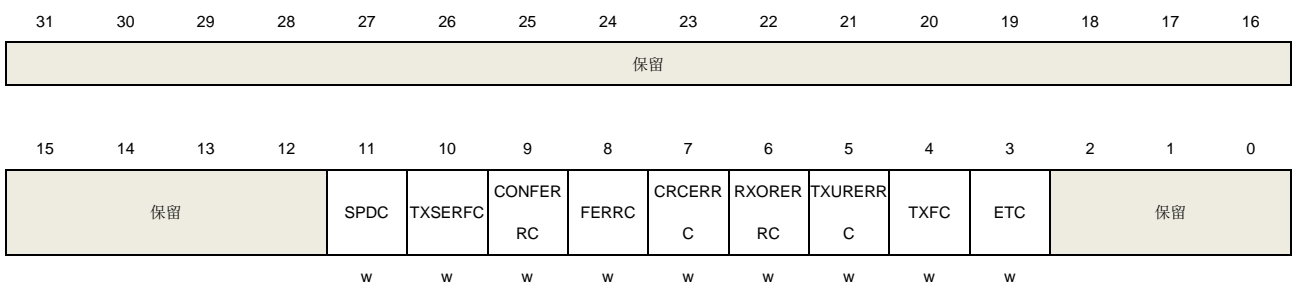 31 30 29 28 27 26 25 24 23 22 21 20 19 18 17 16
保留
15 14 13 12 11 10 9 8 7 6 5 4 3 2 1 0
保留 SPDC TXSERFC CONFER RC FERRC CRCERR C RXORER RC TXURERR C TXFC ETC 保留
w w w w w w w w w